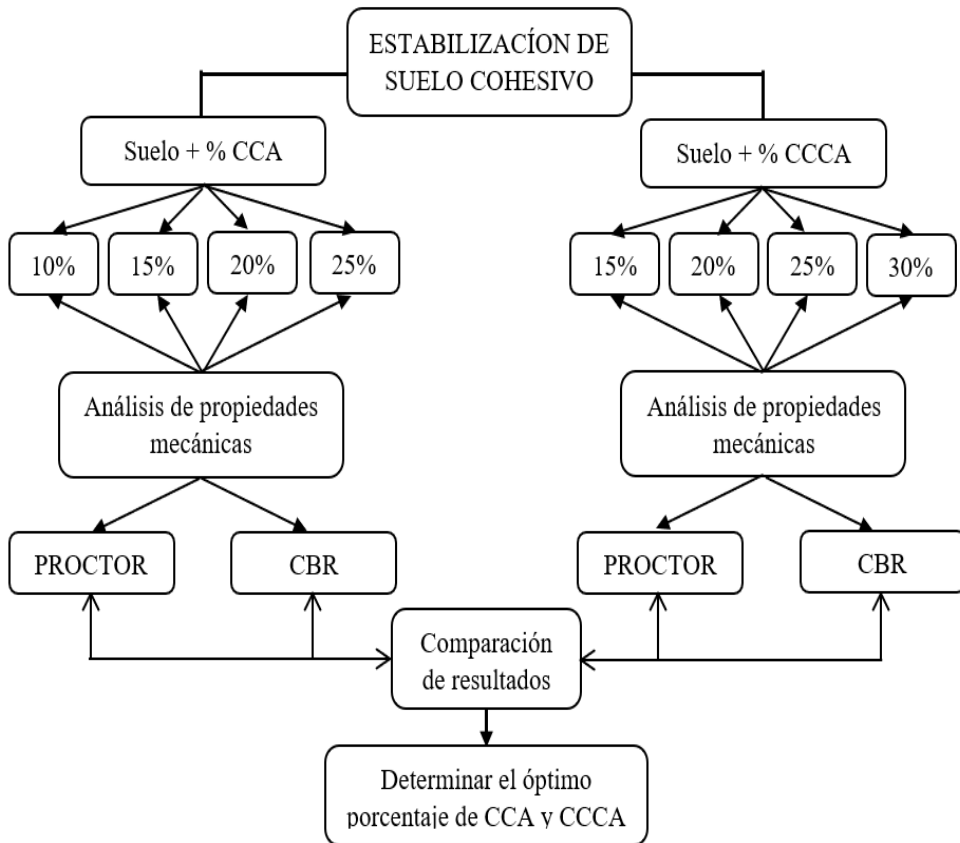 ESTABILIZACÍON DE
SUELO COHESIVO
Suelo + % CCA
Suelo + % CCCA
10%
15%
20%
25%
15%
20%
25%
30%
Análisis de propiedades
mecánicas
Análisis de propiedades
mecánicas
PROCTOR
CBR
PROCTOR
CBR
Comparación
de resultados
Determinar el óptimo
porcentaje de CCA y CCCA